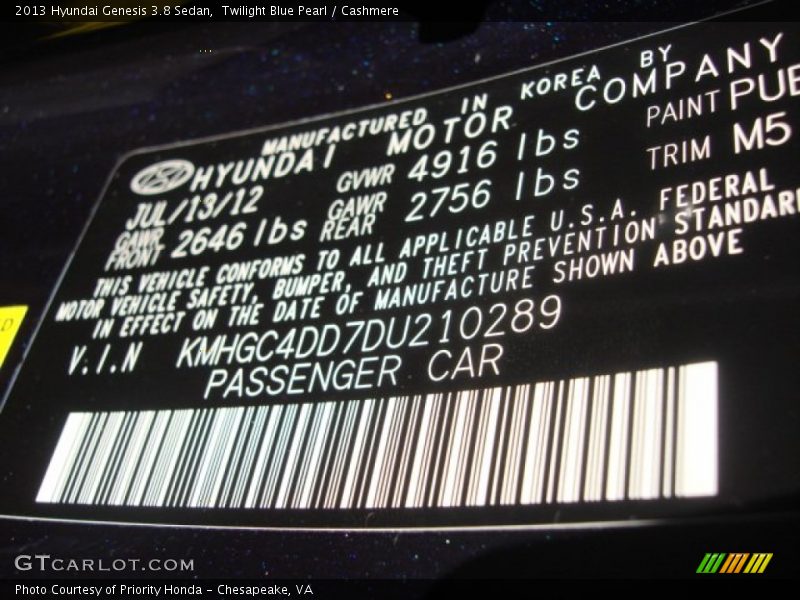 2013 Hyundai Genesis 3.8 Sedan, Twilight Blue Pearl / Cashmere
MANUFACTURED IN KOREA BY
HYUNDAI MOTOR COMPANY
JUL/13/12 GVWR 4916 lbs PAINT PUE
GAWR FRONT 2646 lbs GAWR REAR 2756 lbs TRIM M5
THIS VEHICLE CONFORMS TO ALL APPLICABLE U.S.A. FEDERAL
MOTOR VEHICLE SAFETY, BUMPER, AND THEFT PREVENTION STANDARD
IN EFFECT ON THE DATE OF MANUFACTURE SHOWN ABOVE
V.I.N KMHGC4DD7DU210289
PASSENGER CAR
GTCARLOT.COM
Photo Courtesy of Priority Honda - Chesapeake, VA